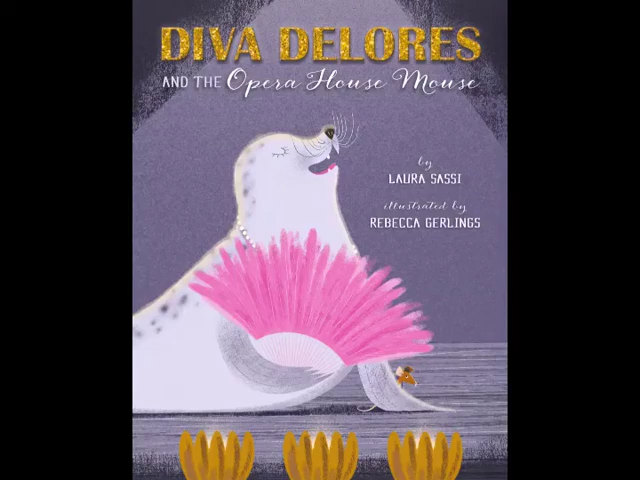 DIVA DELORES
AND THE Opera House Mouse
by
LAURA SASSI
illustrated by
REBECCA GERLINGS